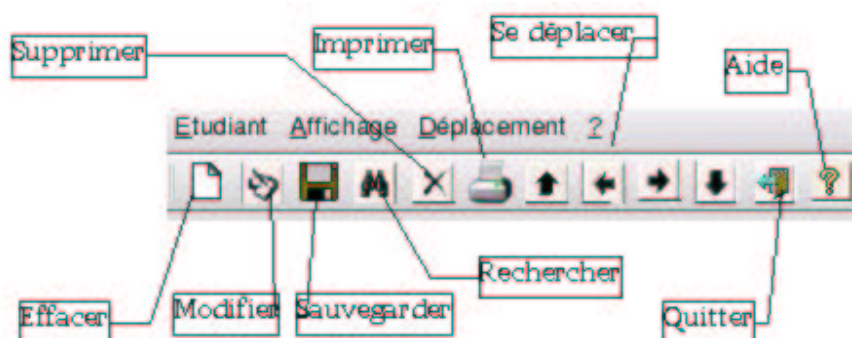 Se déplacer
Imprimer
Supprimer
Aide
Etudiant Affichage Déplacement ?
Rechercher
Effacer Modifier Sauvegarder Quitter